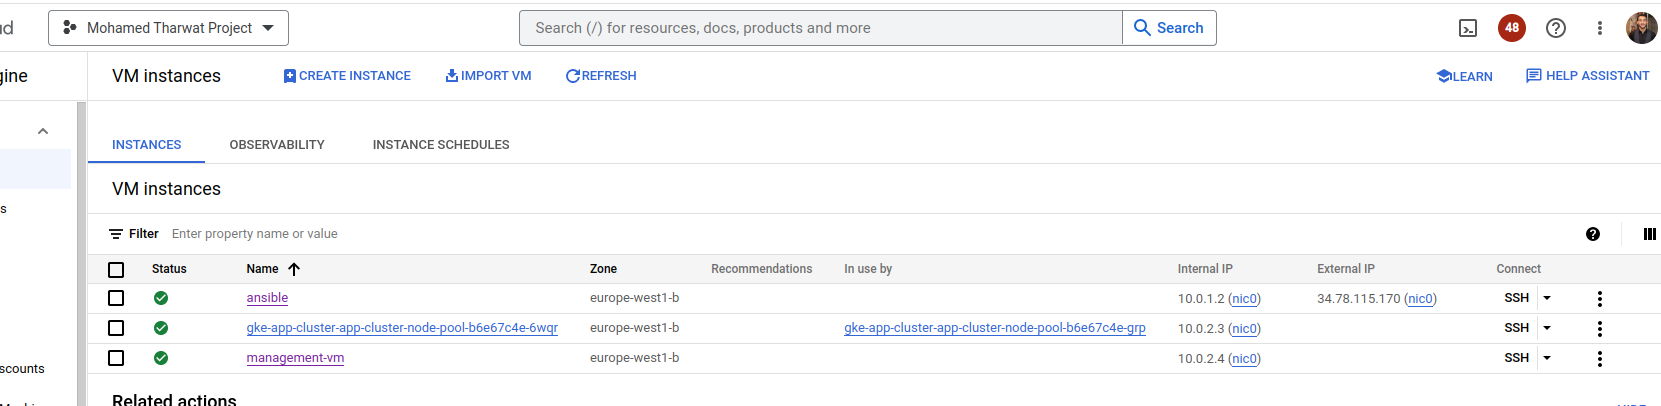 Mohamed Tharwat Project
Search (/) for resources, docs, products and more
Search
48
VM instances
CREATE INSTANCE
IMPORT VM
REFRESH
LEARN
HELP ASSISTANT
INSTANCES
OBSERVABILITY
INSTANCE SCHEDULES
VM instances
Filter Enter property name or value
Status Name Zone Recommendations In use by Internal IP External IP Connect
ansible europe-west1-b 10.0.1.2 (nic0) 34.78.115.170 (nic0) SSH
gke-app-cluster-app-cluster-node-pool-b6e67c4e-6wqr europe-west1-b gke-app-cluster-app-cluster-node-pool-b6e67c4e-grp 10.0.2.3 (nic0) SSH
management-vm europe-west1-b 10.0.2.4 (nic0) SSH
scounts
Related actions